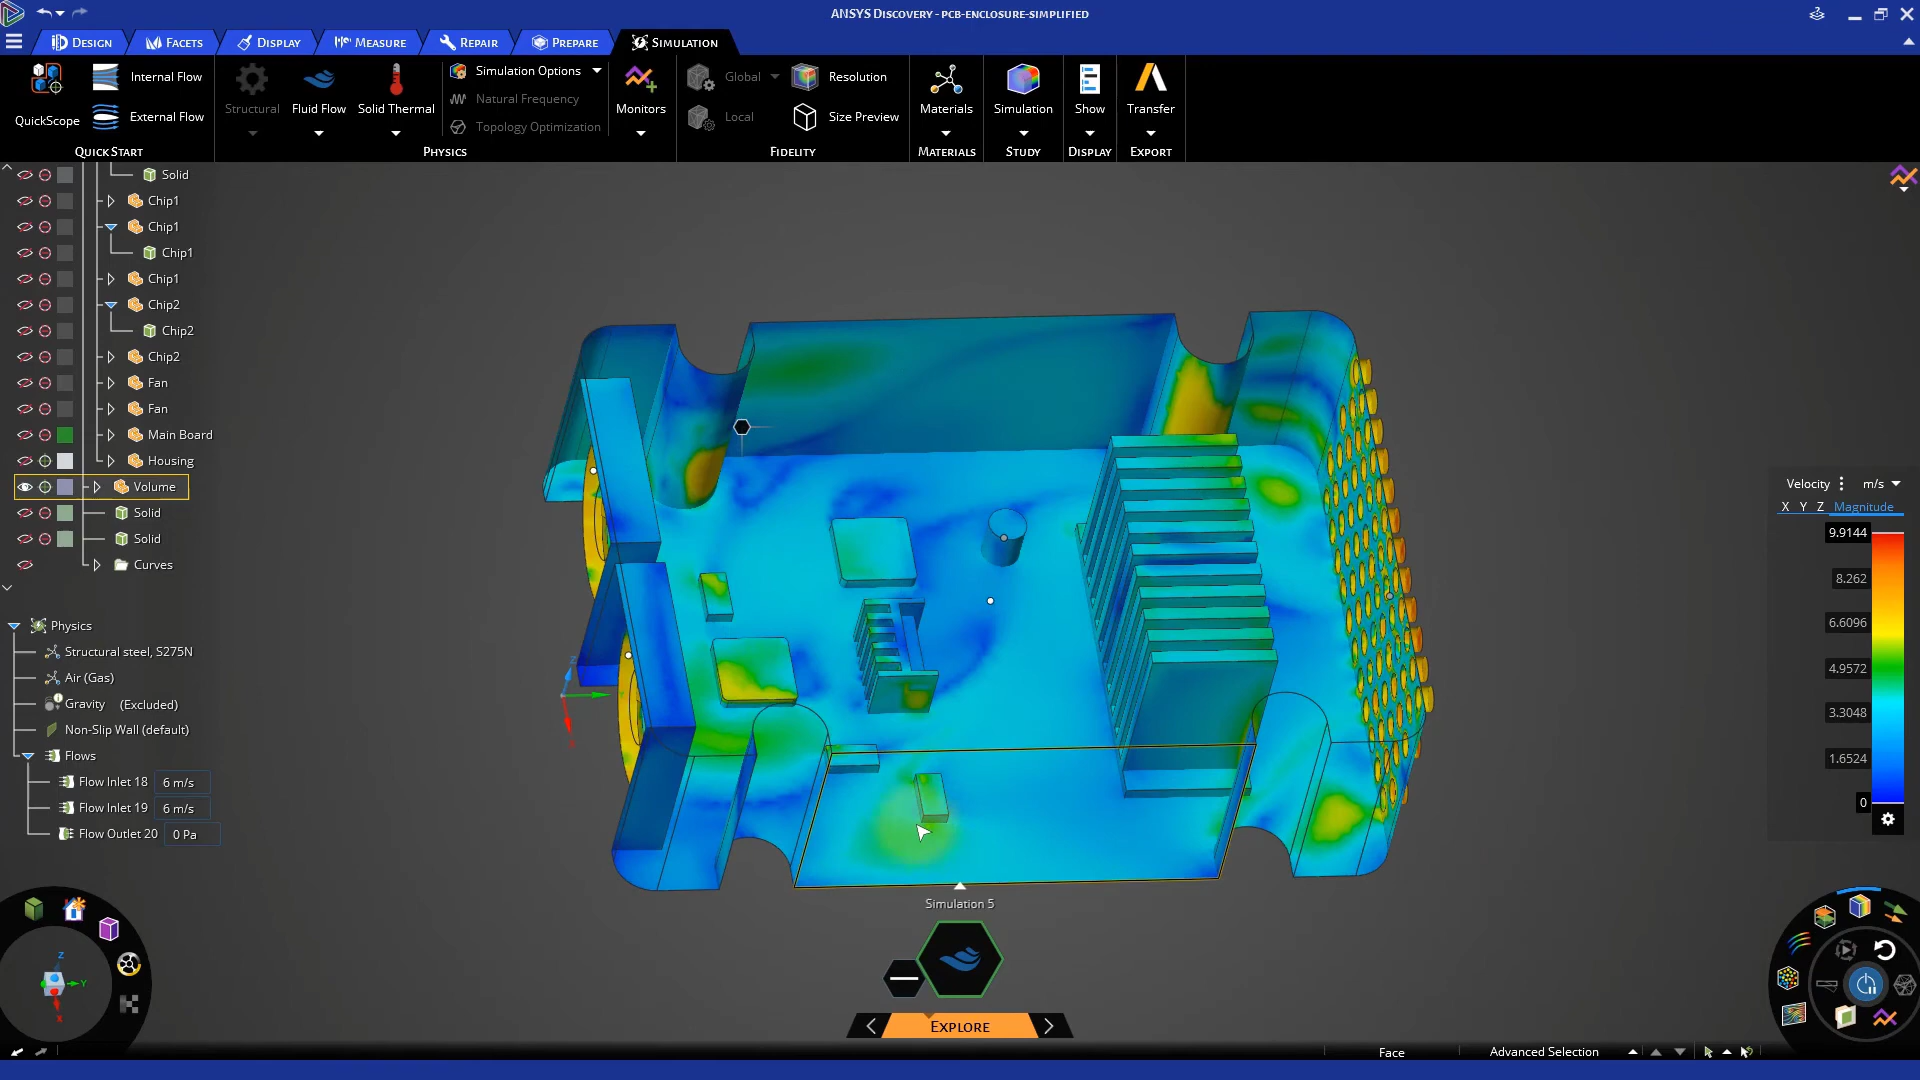 ANSYS Discovery - pcb-enclosure-simplified
Design
Facets
Display
Measure
Repair
Prepare
Simulation
QuickScope
Internal Flow
External Flow
Quick Start
Structural
Fluid Flow
Solid Thermal
Simulation Options
Natural Frequency
Topology Optimization
Physics
Monitors
Global
Local
Resolution
Size Preview
Fidelity
Materials
Materials
Simulation
Study
Show
Display
Transfer
Export
Solid
Chip1
Chip1
Chip1
Chip1
Chip2
Chip2
Chip2
Fan
Fan
Main Board
Housing
Volume
Solid
Solid
Curves
Physics
Structural steel, S275N
Air (Gas)
Gravity (Excluded)
Non-Slip Wall (default)
Flows
Flow Inlet 18 6 m/s
Flow Inlet 19 6 m/s
Flow Outlet 20 0 Pa
Velocity m/s
X Y Z Magnitude
9.9144
8.262
6.6096
4.9572
3.3048
1.6524
0
Simulation 5
Explore
Z
Y
X
Face
Advanced Selection